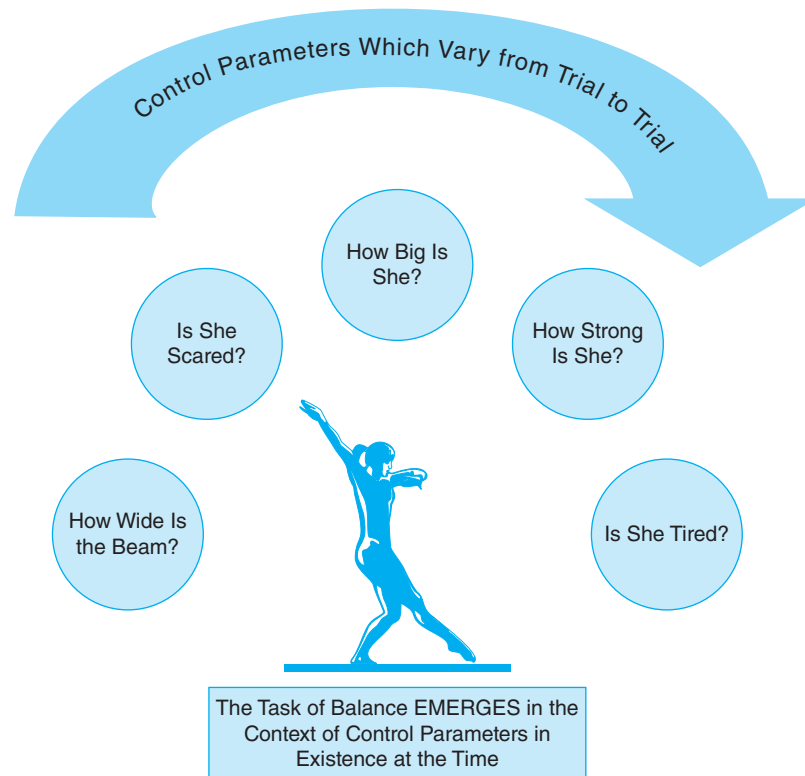 Control Parameters Which Vary from Trial to Trial
How Big Is
She?
Is She
Scared?
How Strong
Is She?
How Wide Is
the Beam?
Is She Tired?
The Task of Balance EMERGES in the
Context of Control Parameters in
Existence at the Time